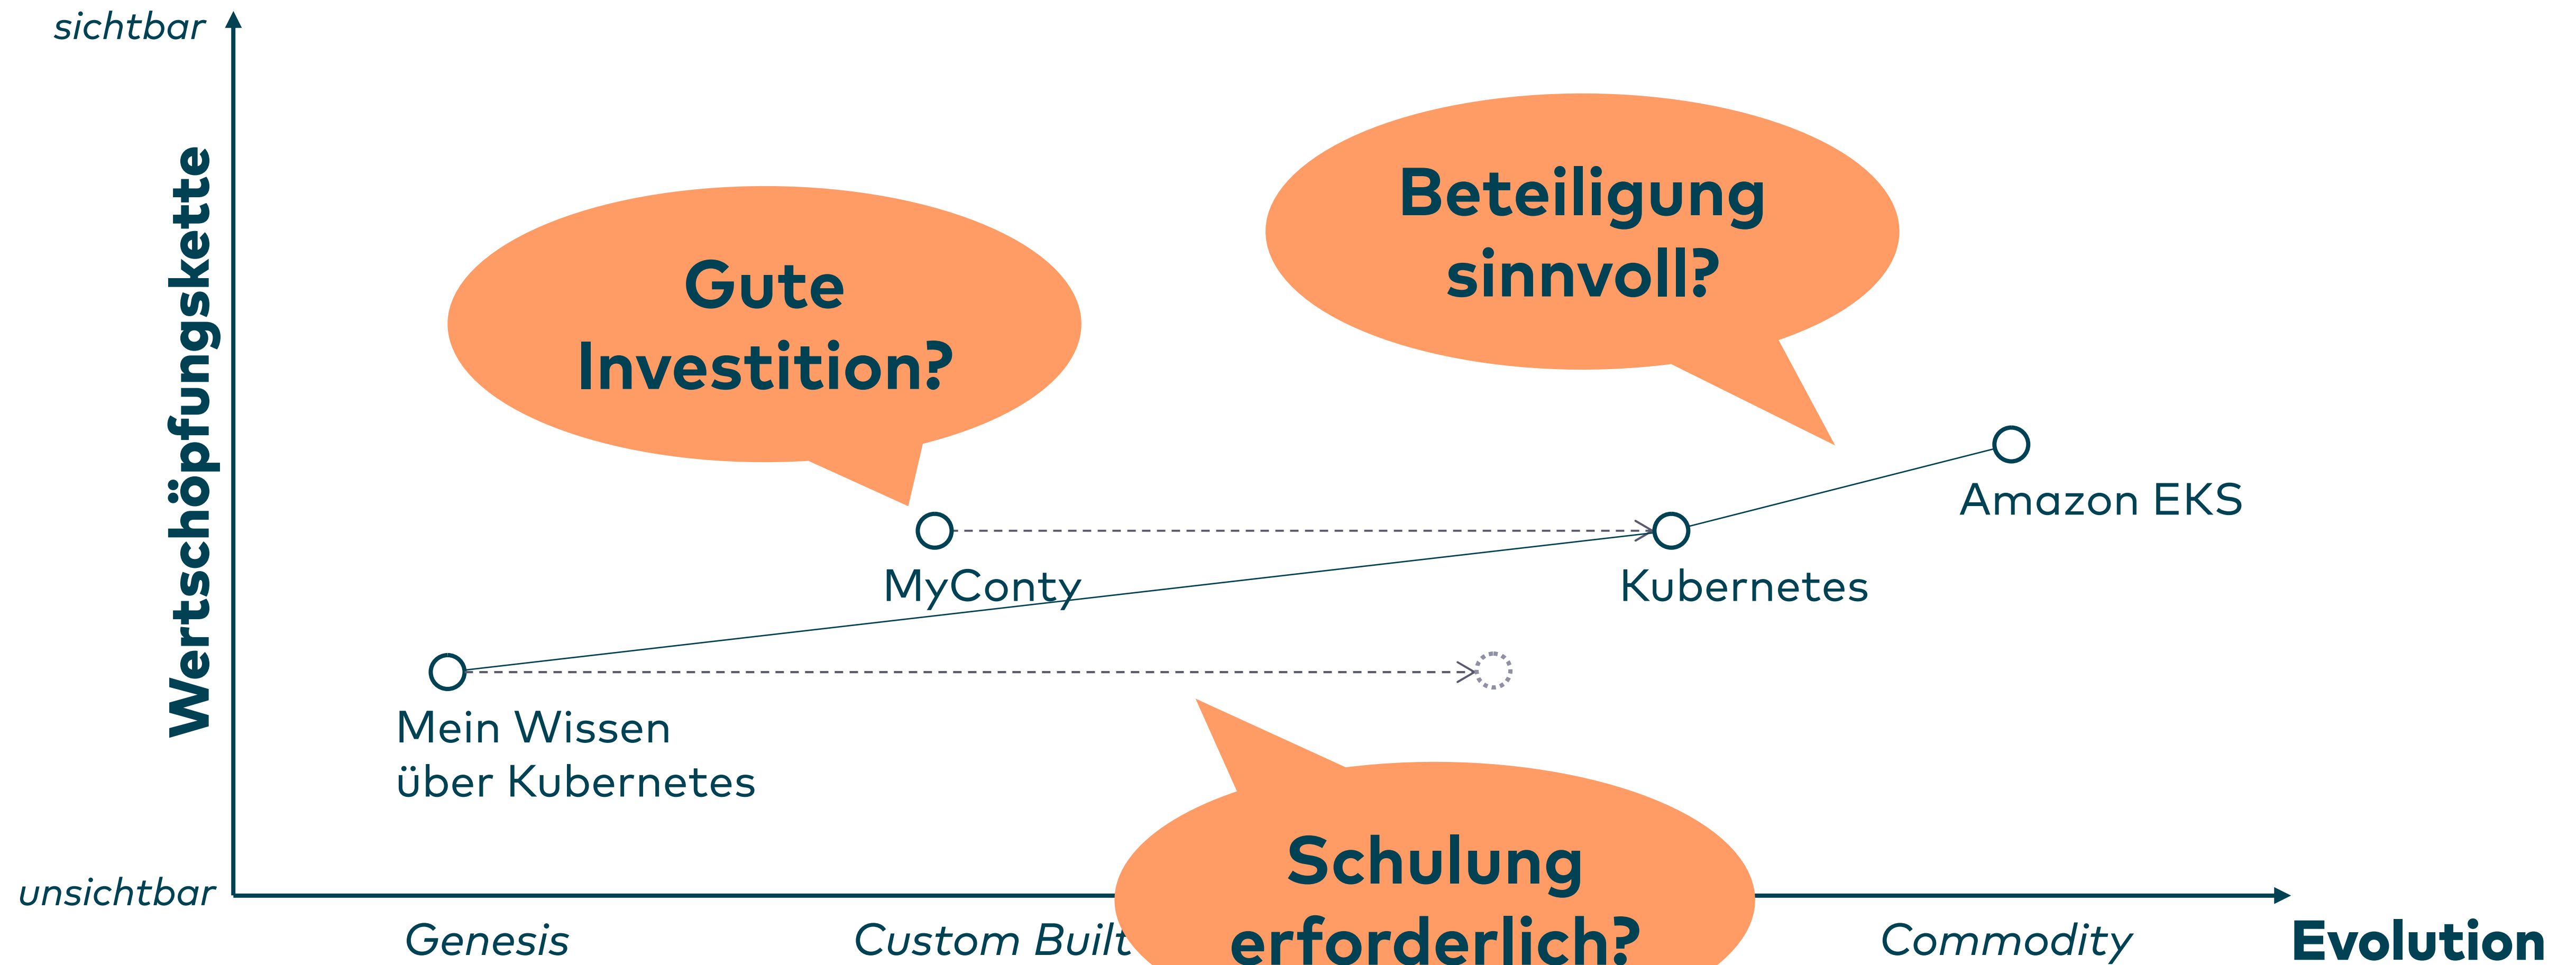 sichtbar
Wertschöpfungskette
Beteiligung
sinnvoll?
Gute
Investition?
Amazon EKS
MyConty
Kubernetes
Mein Wissen
über Kubernetes
Schulung
erforderlich?
unsichtbar
Genesis
Custom Built
Commodity
Evolution